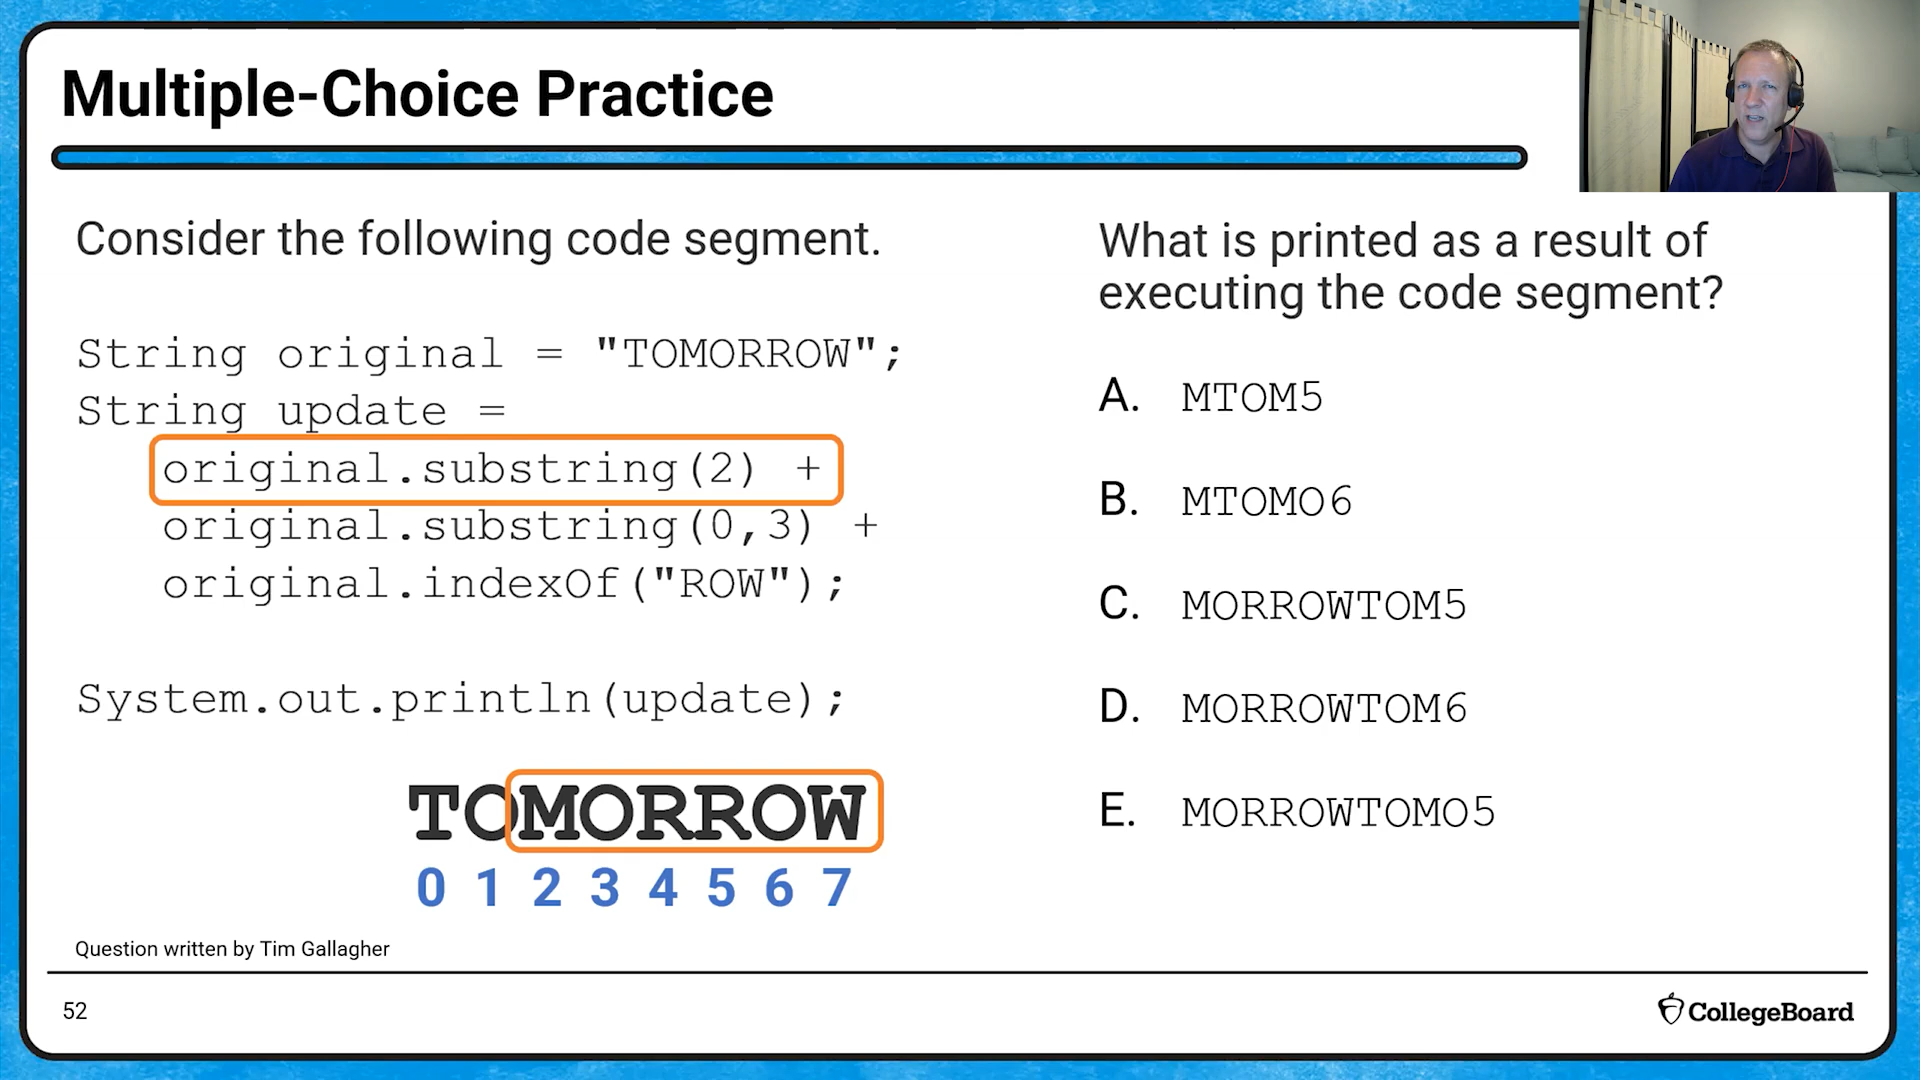 Multiple-Choice Practice
Consider the following code segment.
String original = "TOMORROW";
String update =
original.substring(2) +
original.substring(0,3) +
original.indexOf("ROW");
System.out.println(update);
TOMORROW
0 1 2 3 4 5 6 7
Question written by Tim Gallagher
What is printed as a result of
executing the code segment?
A. MTOM5
B. MTOMO6
C. MORROWTOM5
D. MORROWTOM6
E. MORROWTOMO5
52
CollegeBoard